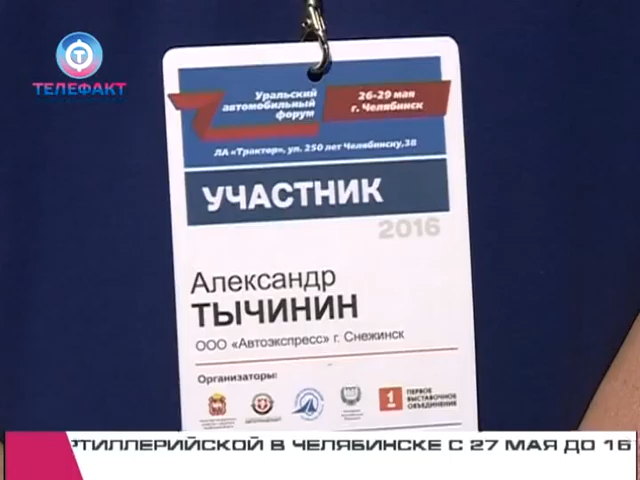 ТЕЛЕФАКТ
Уральский
автомобильный
форум
26-29 мая
г. Челябинск
ЛА «Трактор», ул. 250 лет Челябинску, 38
УЧАСТНИК
2016
Александр
ТЫЧИНИН
ООО «Автоэкспресс» г. Снежинск
Организаторы:
1
ПЕРВОЕ
ВЫСТАВОЧНОЕ
ОБЪЕДИНЕНИЕ
РТИЛЛЕРИЙСКОЙ В ЧЕЛЯБИНСКЕ С 27 МАЯ ДО 16